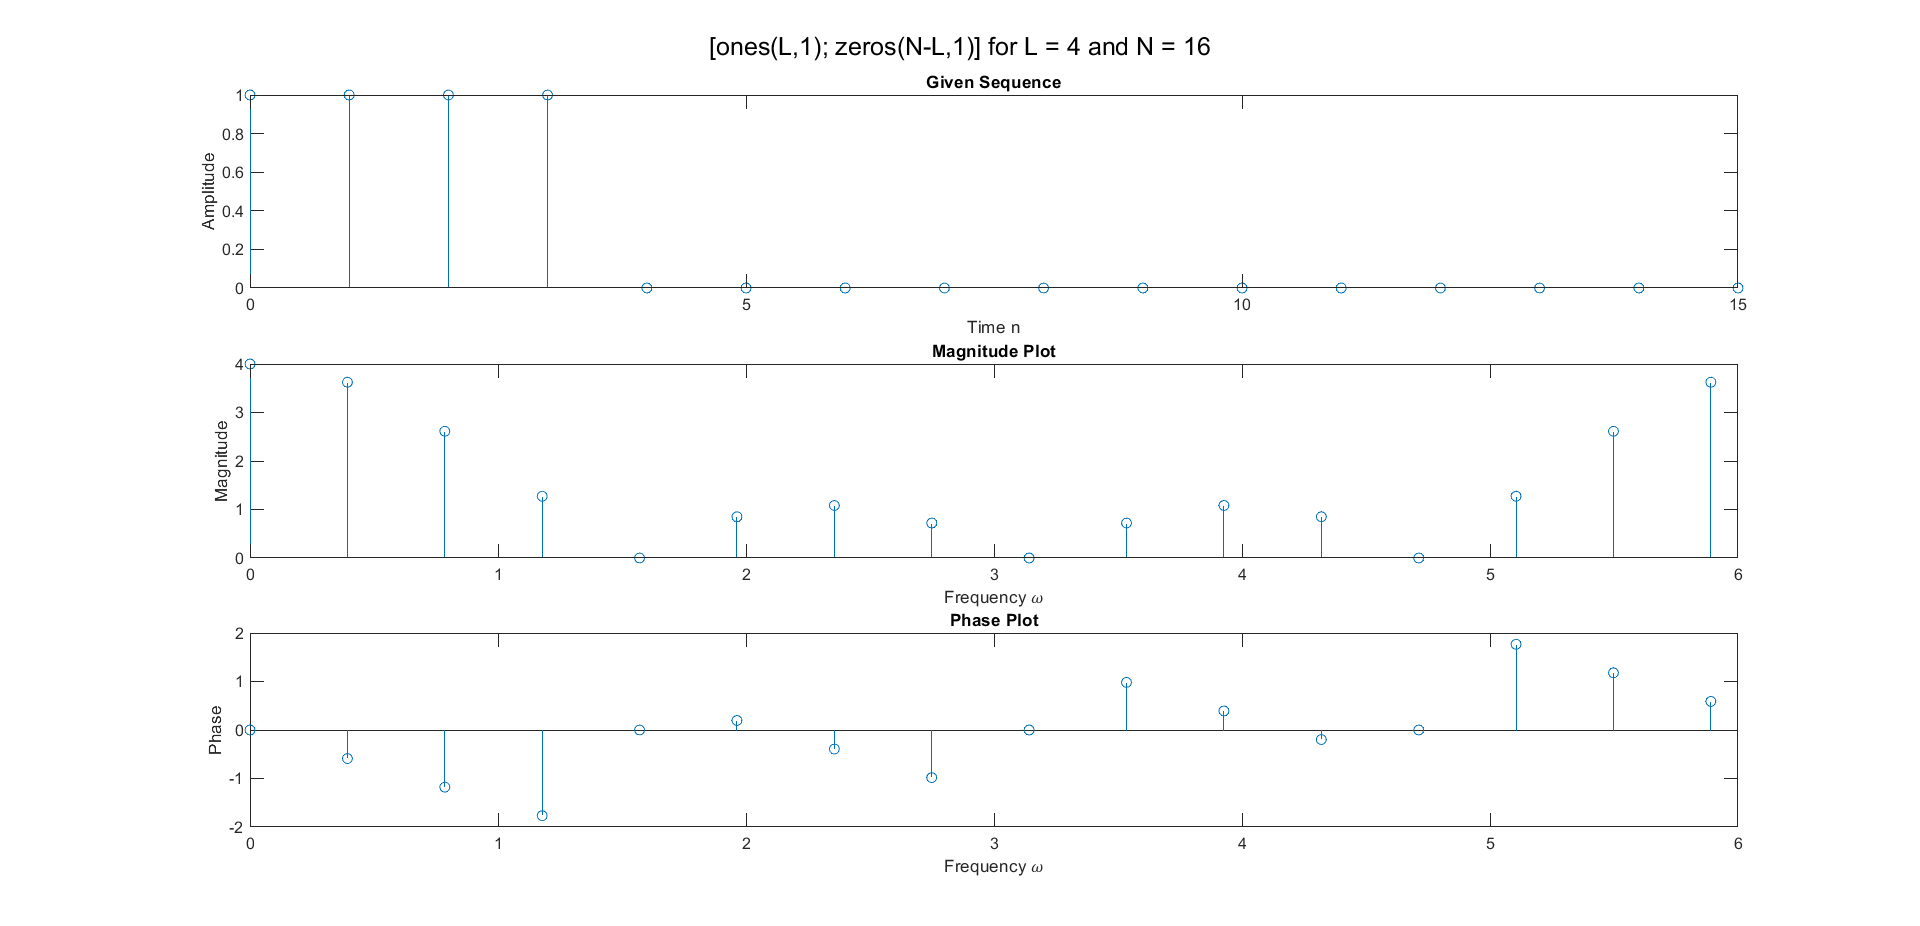 [ones(L,1); zeros(N-L,1)] for L = 4 and N = 16
Given Sequence
Amplitude
1
0.8
0.6
0.4
0.2
0
0 5 10 15
Time n
Magnitude Plot
Magnitude
4
3
2
1
0
0 1 2 3 4 5 6
Frequency ω
Phase Plot
Phase
2
1
0
-1
-2
0 1 2 3 4 5 6
Frequency ω